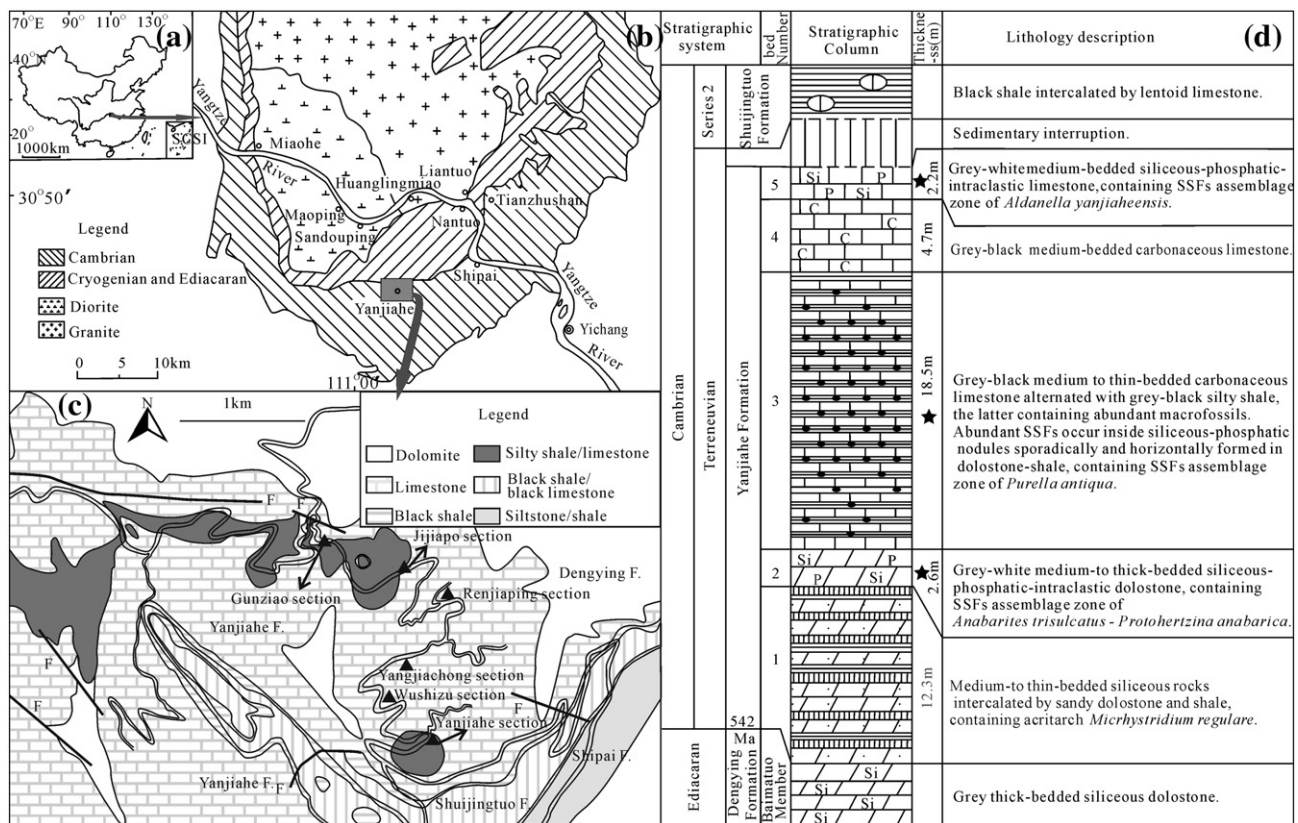 70°E 90° 110° 130°
(a)
40°
20°
1000km
SCSI
(b)
Yangtze
River
Miaohe
Huanglingmiao
Liantuo
Maoping
Sandouping
Tianzhushan
Nantuo
Shipai
Yanjiahe
Yangtze
Yichang
River
30°50′
111°00′
Legend
Cambrian
Cryogenian and Ediacaran
Diorite
Granite
0 5 10km
(c)
N
1km
Legend
Dolomite
Silty shale/limestone
Limestone
Black shale/
black limestone
Black shale
Siltstone/shale
F
F
Jijiapo section
Dengying F.
Gunziao section
Renjiaping section
Yanjiahe F.
F
Yangjiachong section
Wushizu section
F
F
Yanjiahe section
Shipai F.
Yanjiahe F.
F
Shuijingtuo F.
Stratigraphic
system
bed
Number
Stratigraphic
Column
Thickne
-ss(m)
Lithology description
(d)
Cambrian
Ediacaran
Series 2
Terreneuvian
Shuijingtuo
Formation
Yanjiahe Formation
542
Ma
Dengying
Formation
Baimatuo
Member
Black shale intercalated by lentoid limestone.
Sedimentary interruption.
5
Si P
P Si
2.2m
Grey-white medium-bedded siliceous-phosphatic-
intraclastic limestone, containing SSFs assemblage
zone of Aldanella yanjiaheensis.
4
C C
C
C C
C
4.7m
Grey-black medium-bedded carbonaceous limestone.
3
18.5m
Grey-black medium to thin-bedded carbonaceous
limestone alternated with grey-black silty shale,
the latter containing abundant macrofossils.
Abundant SSFs occur inside siliceous-phosphatic
nodules sporadically and horizontally formed in
dolostone-shale, containing SSFs assemblage
zone of Purella antiqua.
2
Si P
P Si
2.6m
Grey-white medium-to thick-bedded siliceous-
phosphatic-intraclastic dolostone, containing
SSFs assemblage zone of
Anabarites trisulcatus - Protohertzina anabarica.
1
12.3m
Medium-to thin-bedded siliceous rocks
intercalated by sandy dolostone and shale,
containing acritarch Micrhystridium regulare.
Si
Si Si
Si
Grey thick-bedded siliceous dolostone.